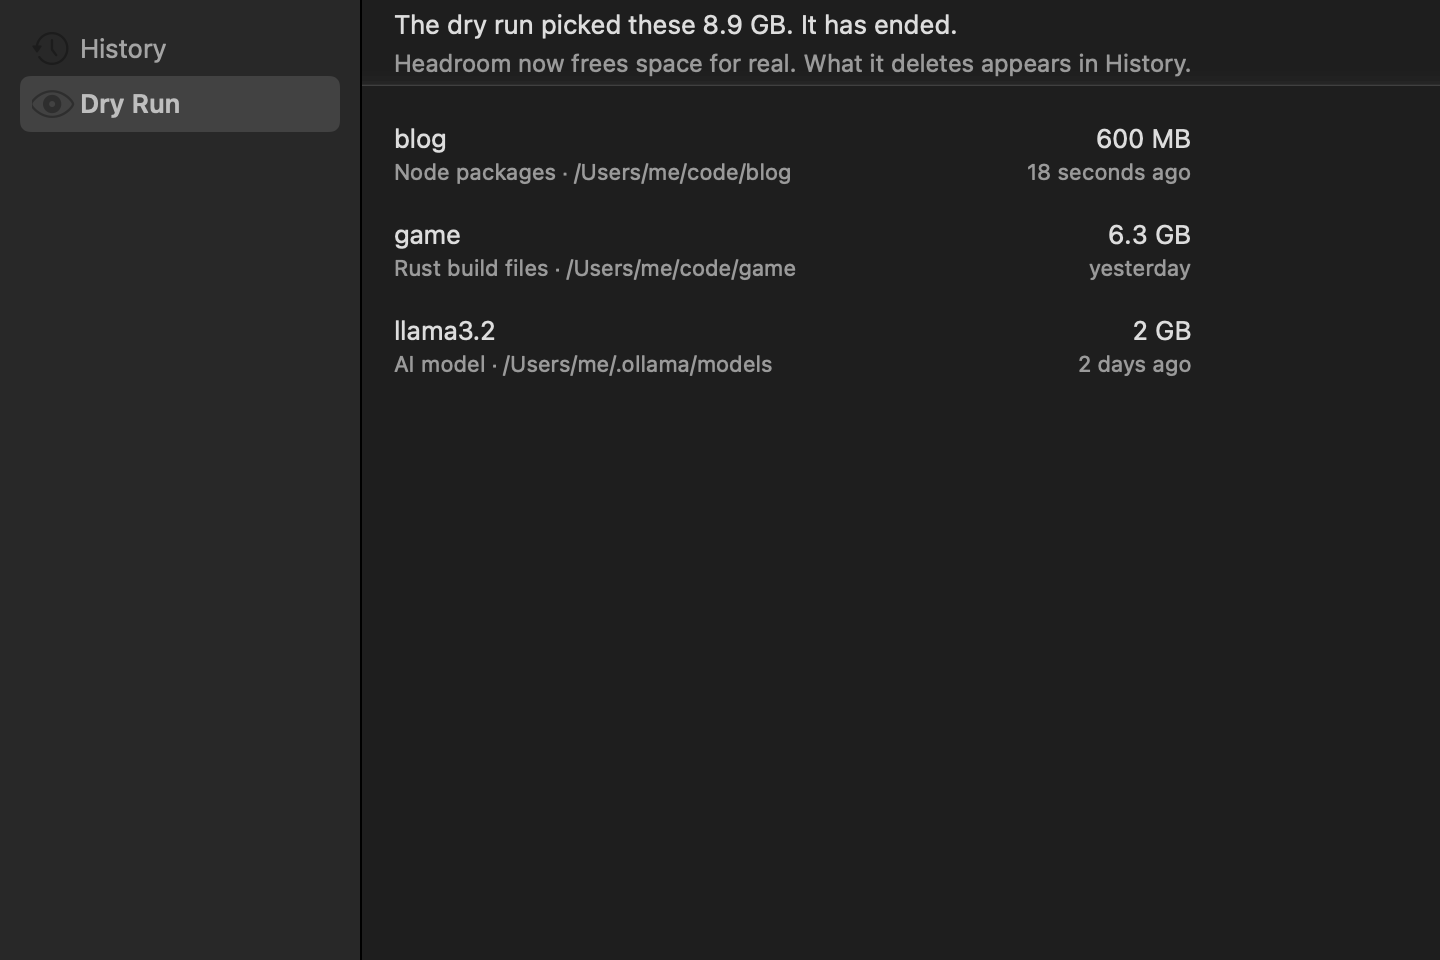 History
Dry Run
The dry run picked these 8.9 GB. It has ended.
Headroom now frees space for real. What it deletes appears in History.
blog
600 MB
Node packages · /Users/me/code/blog
18 seconds ago
game
6.3 GB
Rust build files · /Users/me/code/game
yesterday
llama3.2
2 GB
AI model · /Users/me/.ollama/models
2 days ago